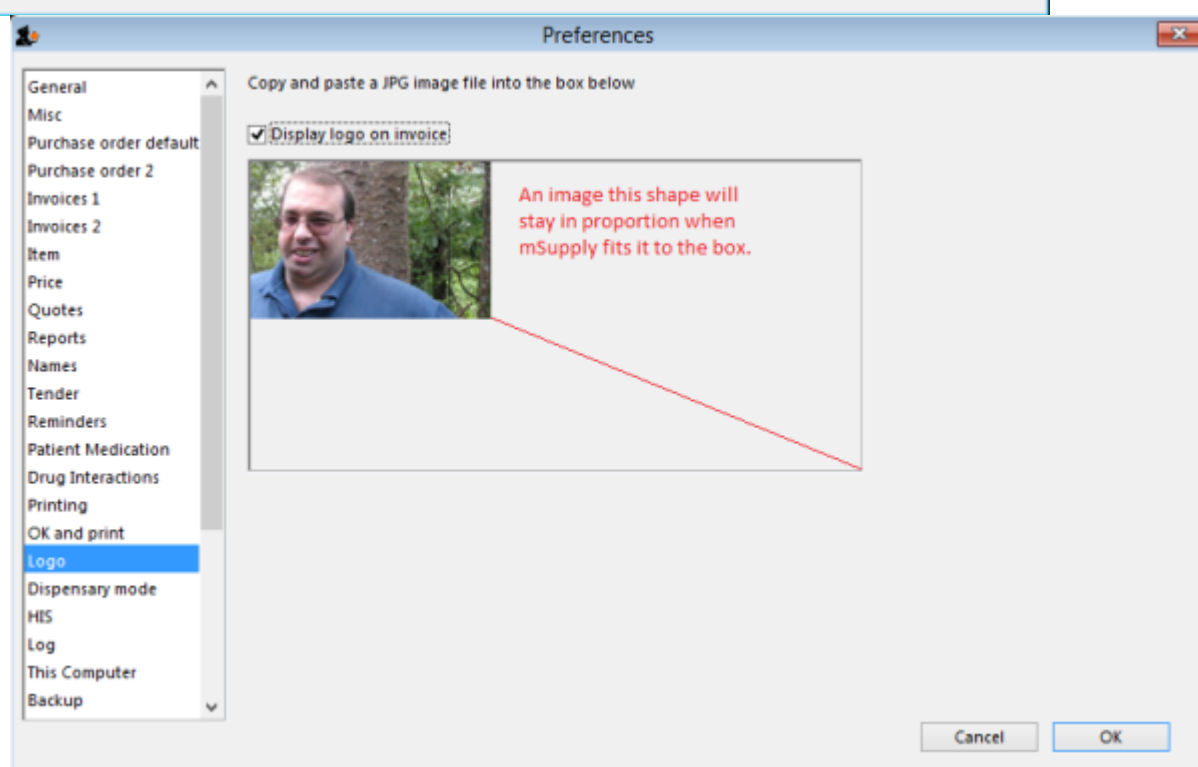 Preferences
General
Misc
Purchase order default
Purchase order 2
Invoices 1
Invoices 2
Item
Price
Quotes
Reports
Names
Tender
Reminders
Patient Medication
Drug Interactions
Printing
OK and print
Logo
Dispensary mode
HIS
Log
This Computer
Backup
Copy and paste a JPG image file into the box below
Display logo on invoice
An image this shape will
stay in proportion when
mSupply fits it to the box.
Cancel
OK